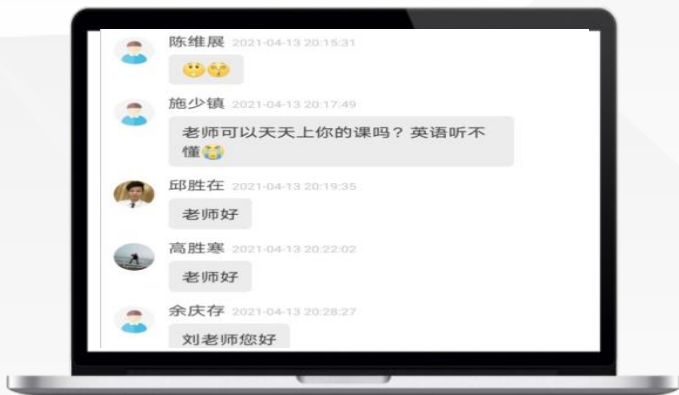 陈维展 2021-04-13 20:15:31
🤫🤫
施少镇 2021-04-13 20:17:49
老师可以天天上你的课吗？英语听不
懂😭
邱胜在 2021-04-13 20:19:35
老师好
高胜寒 2021-04-13 20:22:02
老师好
余庆存 2021-04-13 20:28:27
刘老师您好